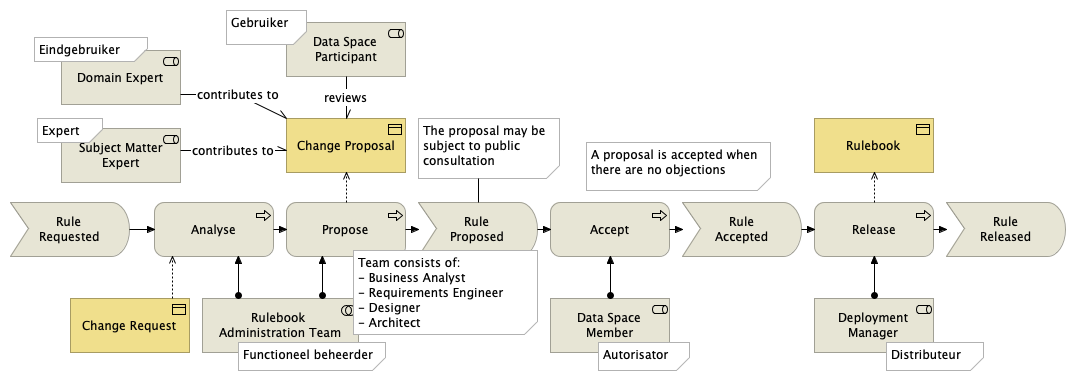 Gebruiker
Data Space
Participant
Eindgebruiker
Domain Expert
contributes to
reviews
Expert
Subject Matter
Expert
contributes to
Change Proposal
The proposal may be
subject to public
consultation
A proposal is accepted when
there are no objections
Rulebook
Rule
Requested
Analyse
Propose
Rule
Proposed
Accept
Rule
Accepted
Release
Rule
Released
Team consists of:
– Business Analyst
– Requirements Engineer
– Designer
– Architect
Change Request
Rulebook
Administration Team
Functioneel beheerder
Data Space
Member
Autorisator
Deployment
Manager
Distributeur